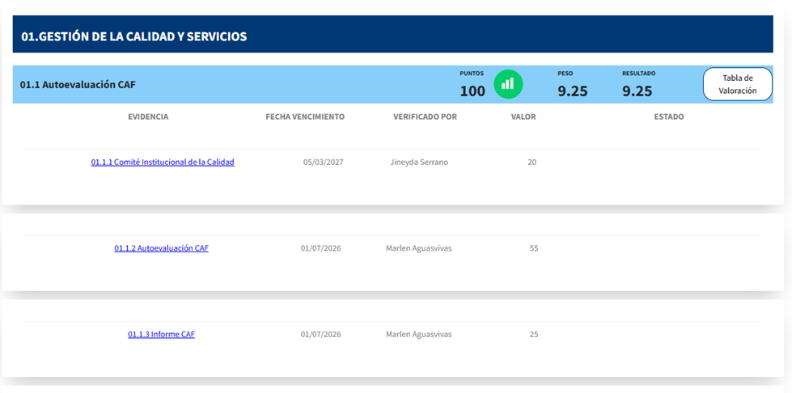 01.GESTIÓN DE LA CALIDAD Y SERVICIOS
01.1 Autoevaluación CAF
PUNTOS
100
PESO
9.25
RESULTADO
9.25
Tabla de
Valoración
EVIDENCIA FECHA VENCIMIENTO VERIFICADO POR VALOR ESTADO
01.1.1 Comité Institucional de la Calidad 05/03/2027 Jineyda Serrano 20
01.1.2 Autoevaluación CAF 01/07/2026 Marlen Aguasvivas 55
01.1.3 Informe CAF 01/07/2026 Marlen Aguasvivas 25